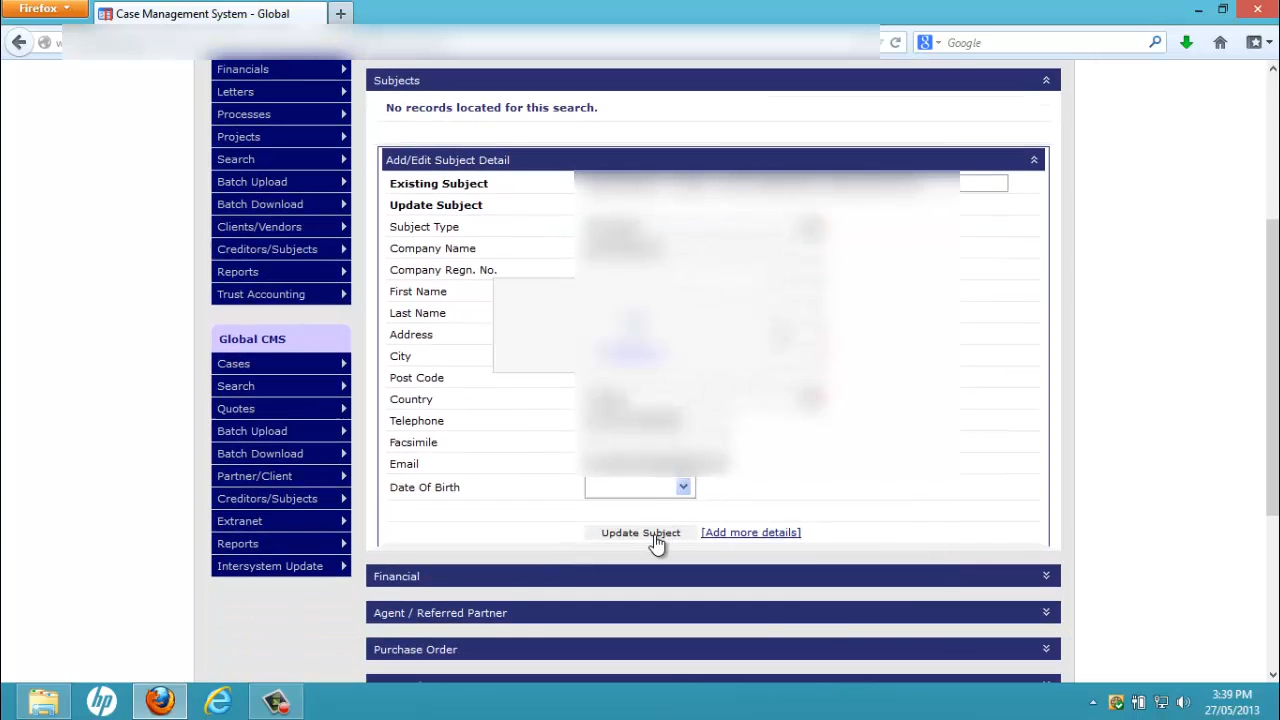 Firefox
Case Management System - Global
Google
Financials
Letters
Processes
Projects
Search
Batch Upload
Batch Download
Clients/Vendors
Creditors/Subjects
Reports
Trust Accounting
Global CMS
Cases
Search
Quotes
Batch Upload
Batch Download
Partner/Client
Creditors/Subjects
Extranet
Reports
Intersystem Update
Subjects
No records located for this search.
Add/Edit Subject Detail
Existing Subject
Update Subject
Subject Type
Company Name
Company Regn. No.
First Name
Last Name
Address
City
Post Code
Country
Telephone
Facsimile
Email
Date Of Birth
Update Subject [Add more details]
Financial
Agent / Referred Partner
Purchase Order
3:39 PM
27/05/2013